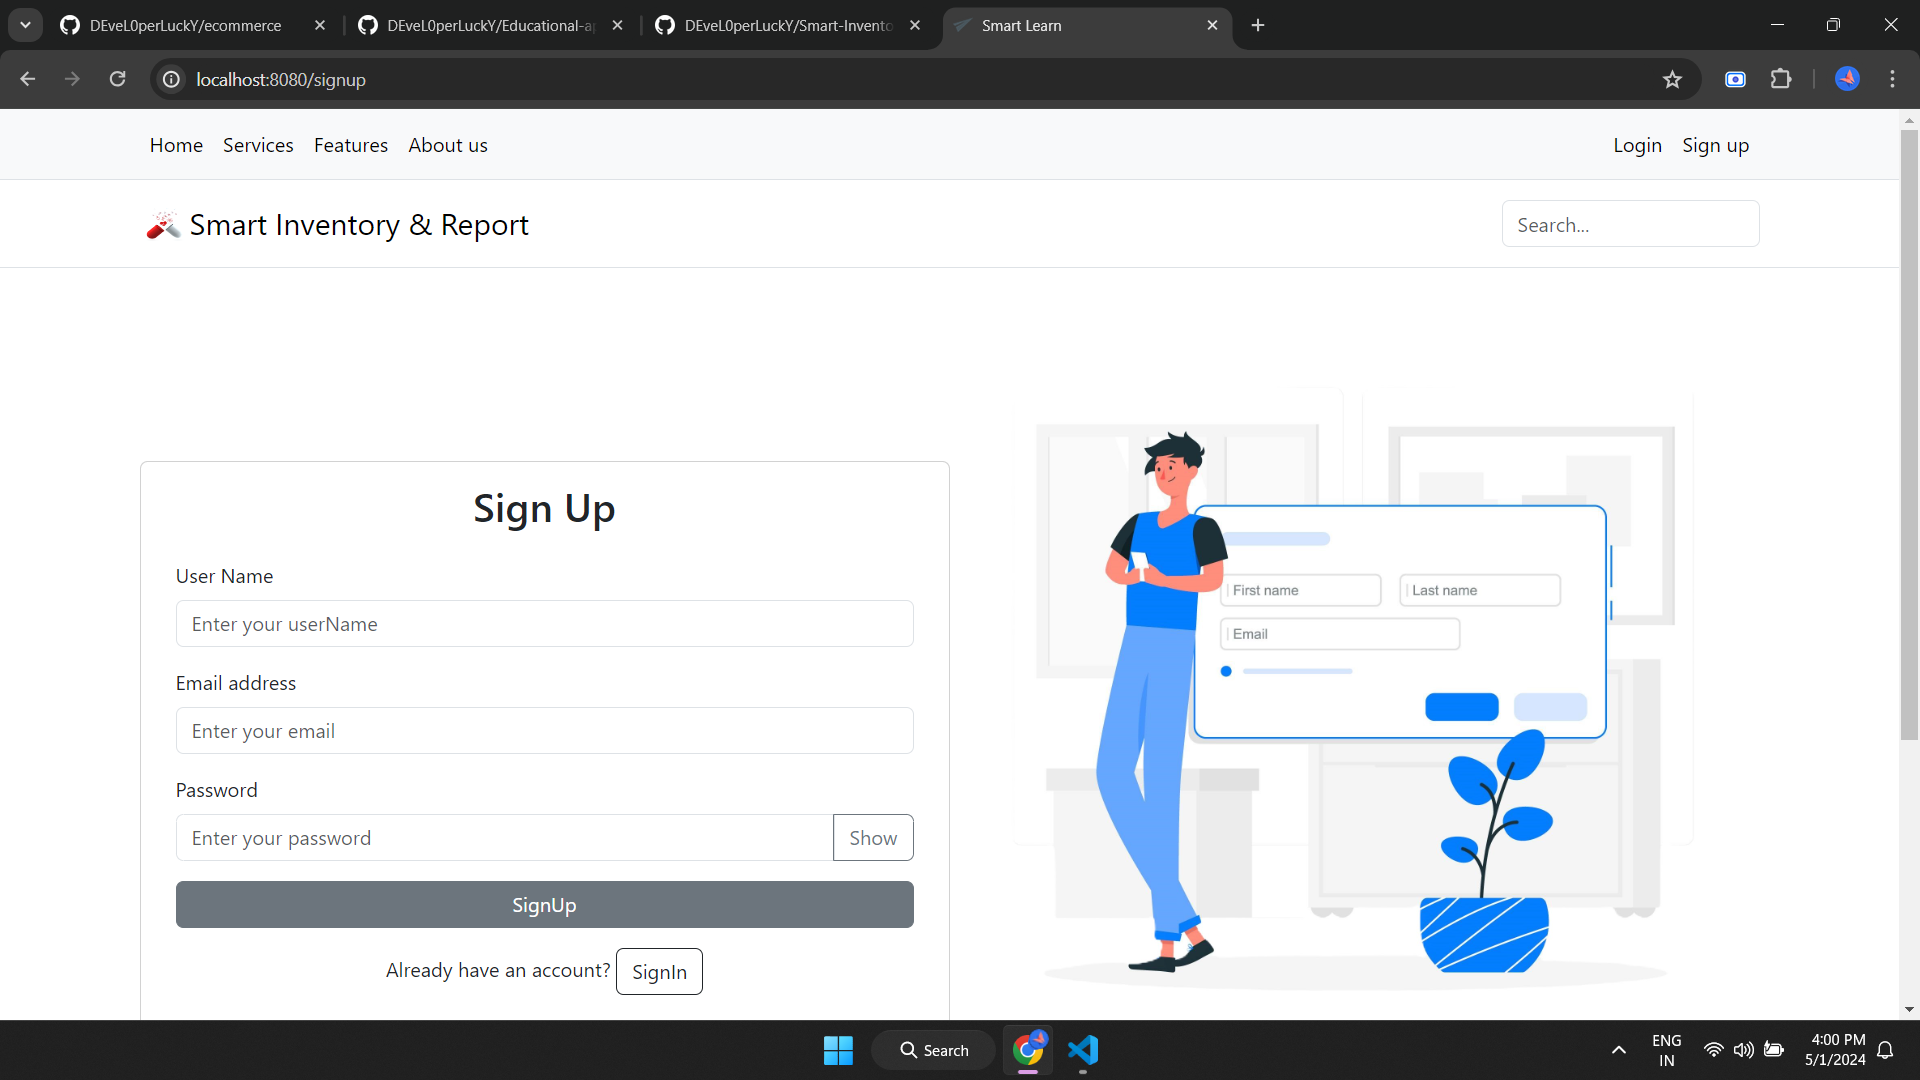 DEveL0perLuckY/ecommerce
DEveL0perLuckY/Educational-a
DEveL0perLuckY/Smart-Invento
Smart Learn
localhost:8080/signup
Home Services Features About us
Login Sign up
Smart Inventory & Report
Search...
Sign Up
User Name
Enter your userName
Email address
Enter your email
Password
Enter your password
Show
SignUp
Already have an account? SignIn
First name
Last name
Email
Search
ENG
IN
4:00 PM
5/1/2024